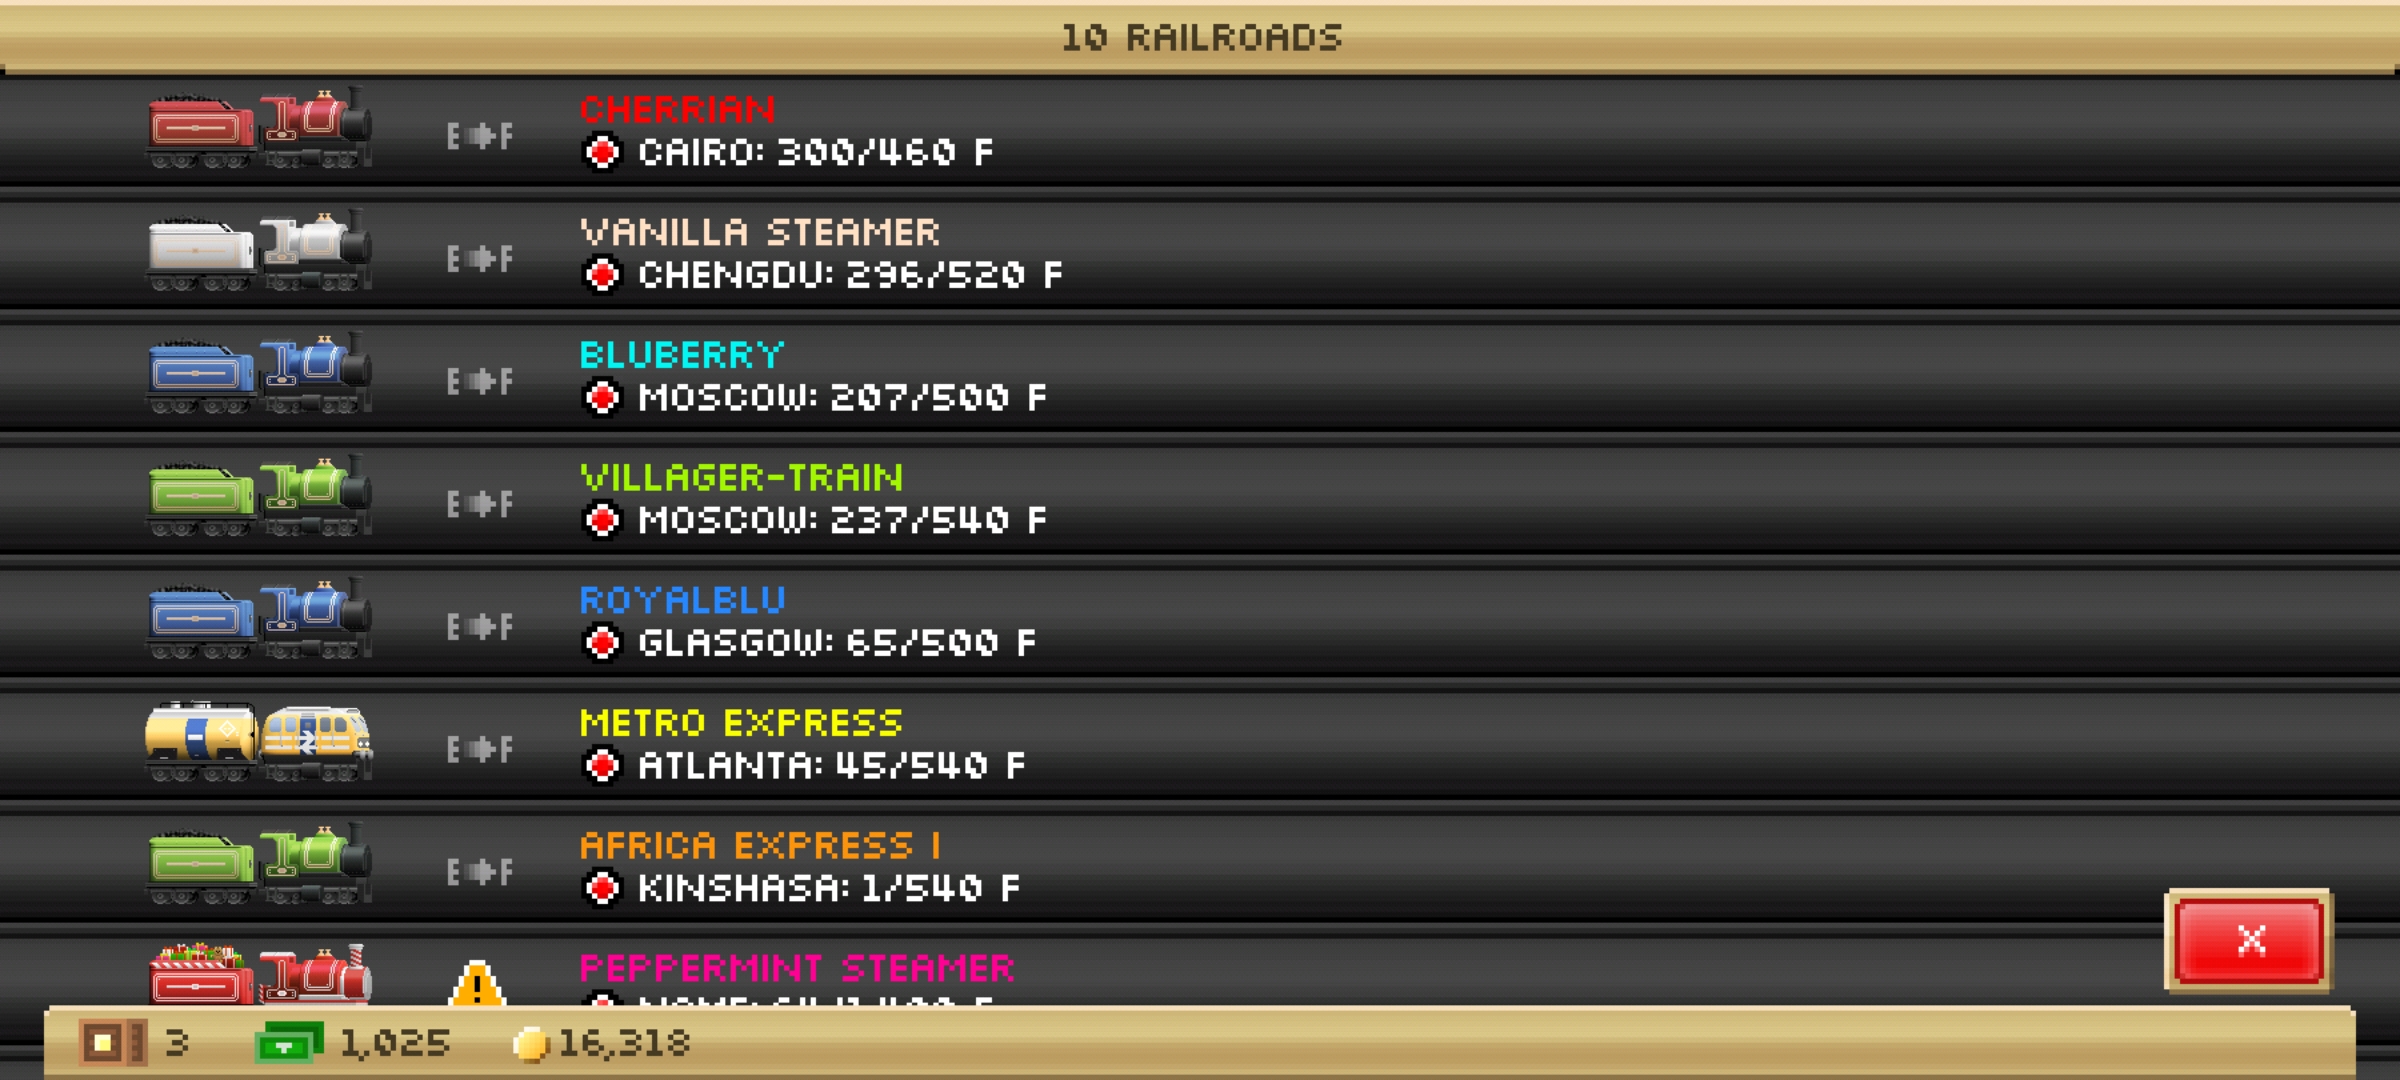 10 RAILROADS
CHERRIAN
E F
CAIRO: 300/460 F
VANILLA STEAMER
E F
CHENGDU: 296/520 F
BLUBERRY
E F
MOSCOW: 207/500 F
VILLAGER-TRAIN
E F
MOSCOW: 237/540 F
ROYALBLU
E F
GLASGOW: 65/500 F
METRO EXPRESS
E F
ATLANTA: 45/540 F
AFRICA EXPRESS I
E F
KINSHASA: 1/540 F
PEPPERMINT STEAMER
!
X
3 1,025 16,318